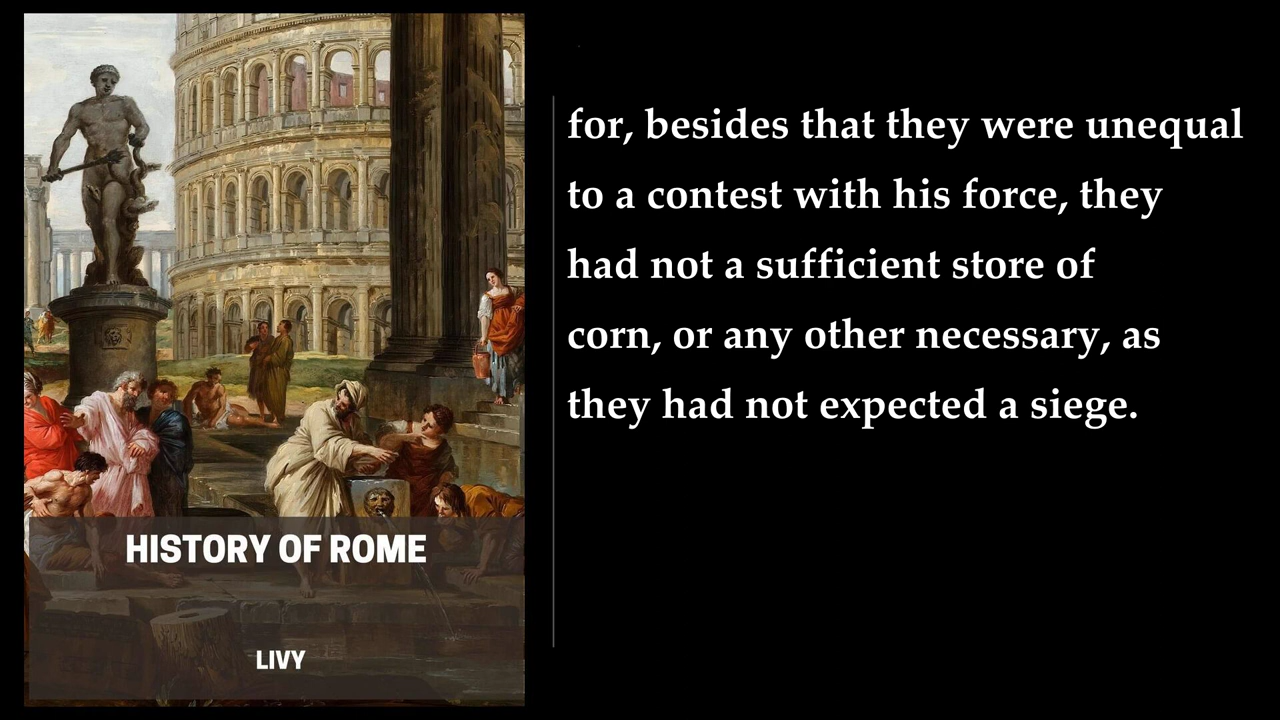 for, besides that they were unequal
to a contest with his force, they
had not a sufficient store of
corn, or any other necessary, as
they had not expected a siege.
HISTORY OF ROME
LIVY